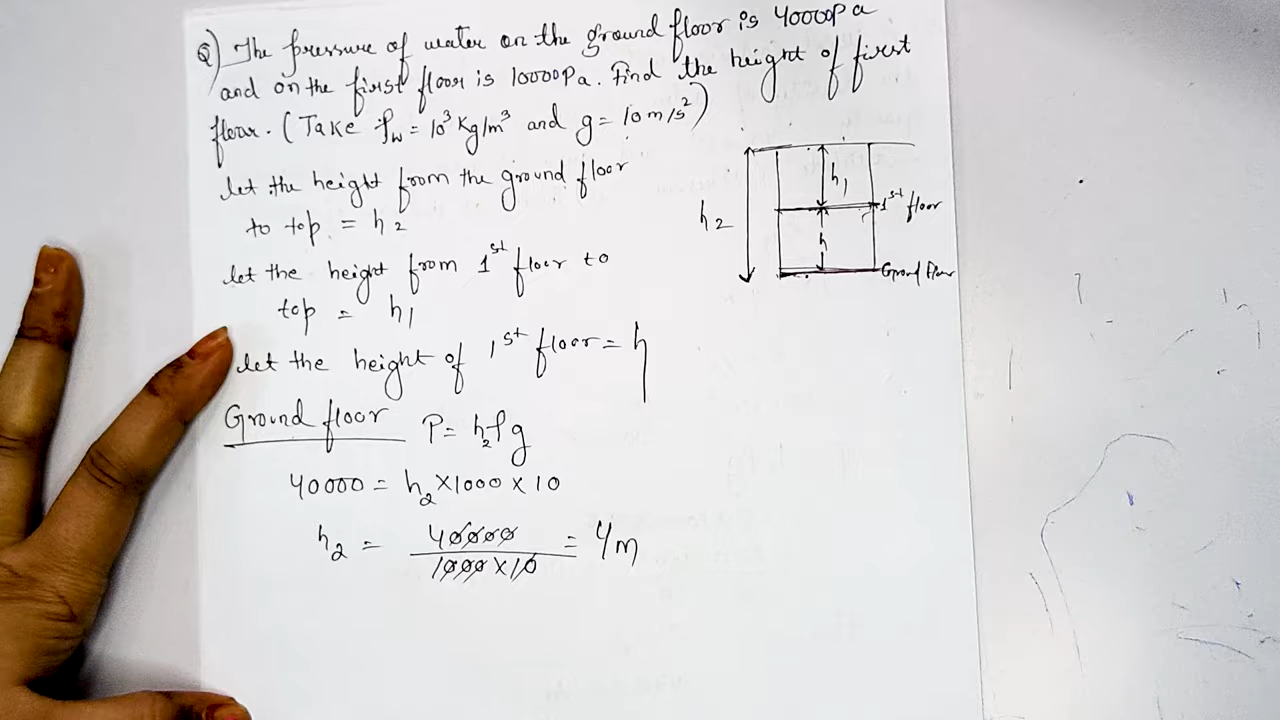 Q) The pressure of water on the ground floor is 40000Pa
and on the first floor is 10000Pa. Find the height of first
floor. (Take ρw = 10³ Kg/m³ and g = 10 m/s²)
let the height from the ground floor
to top = h2
let the height from 1st floor to
top = h1
let the height of 1st floor = h
h1
1st floor
h2
h
Ground floor
Ground floor P = h2ρg
40000 = h2 × 1000 × 10
h2 = 40000 / 1000 × 10 = 4m